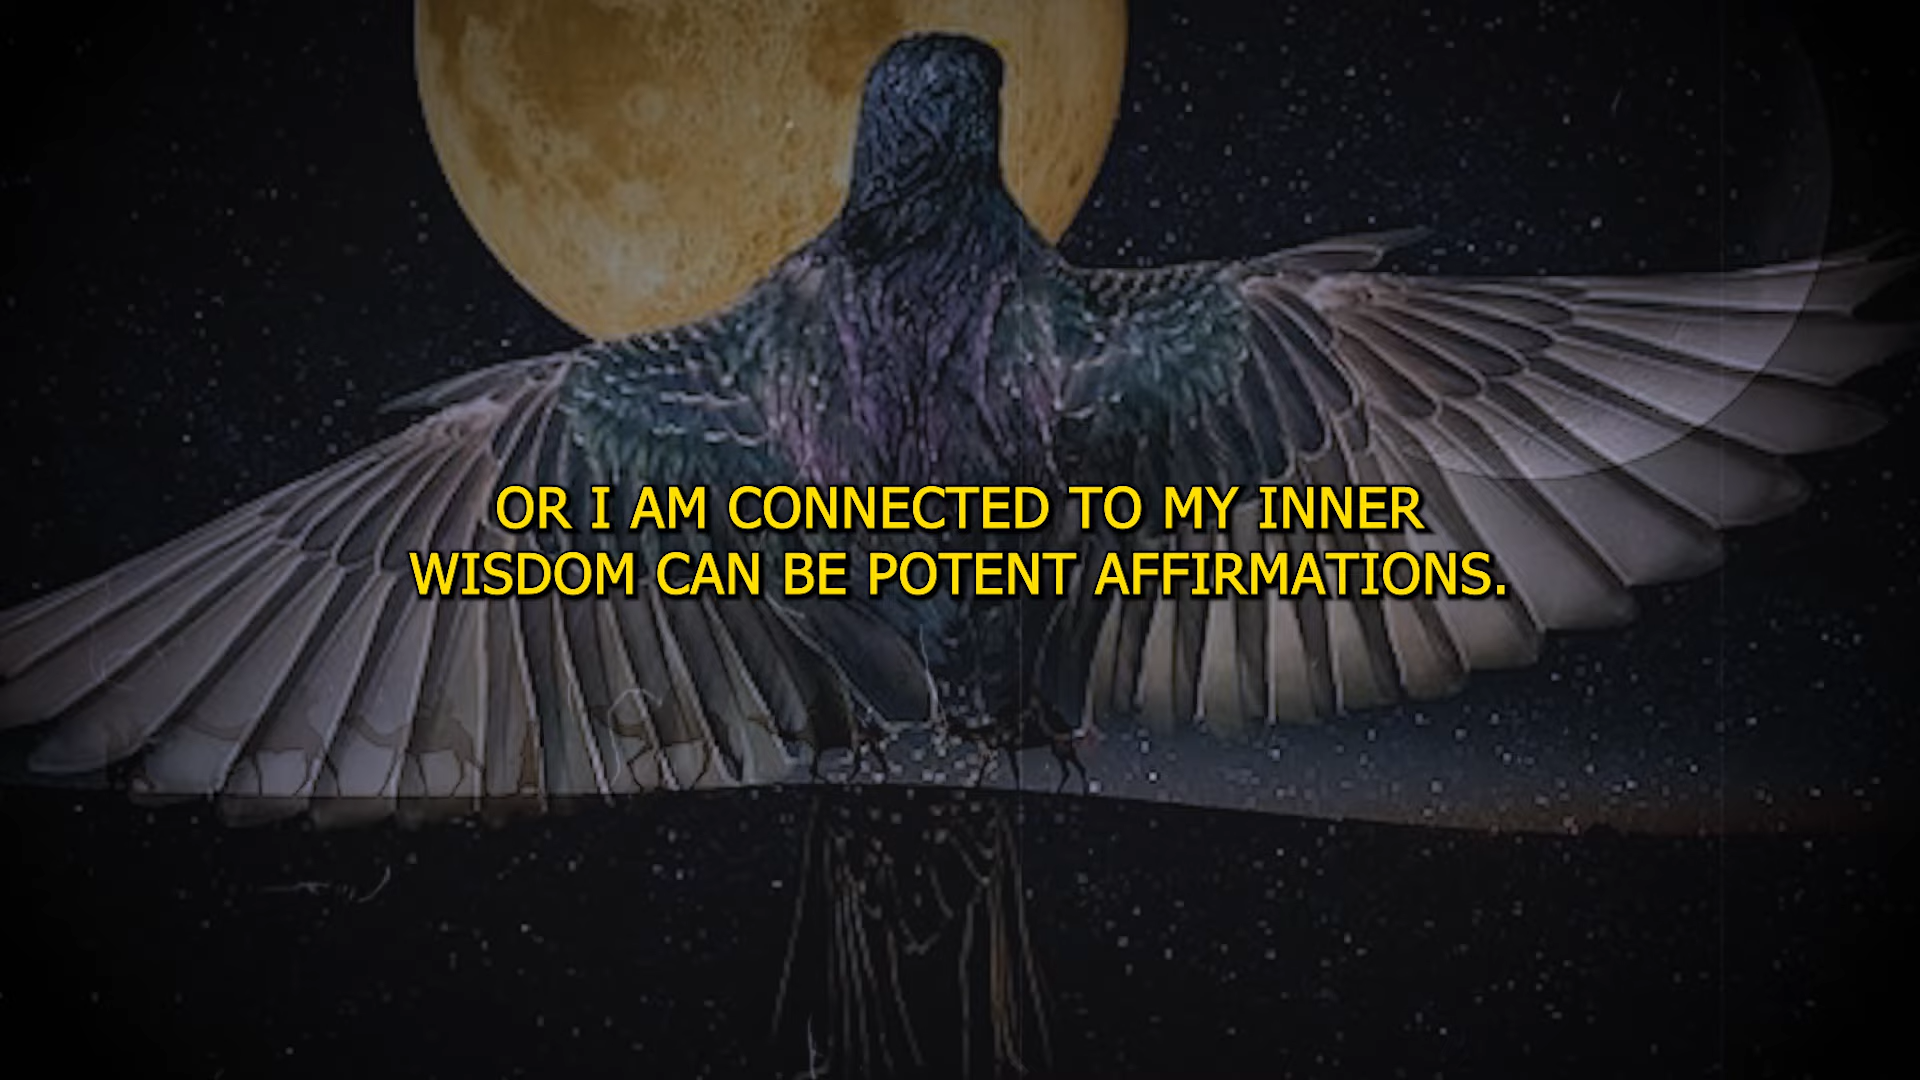 OR I AM CONNECTED TO MY INNER
WISDOM CAN BE POTENT AFFIRMATIONS.